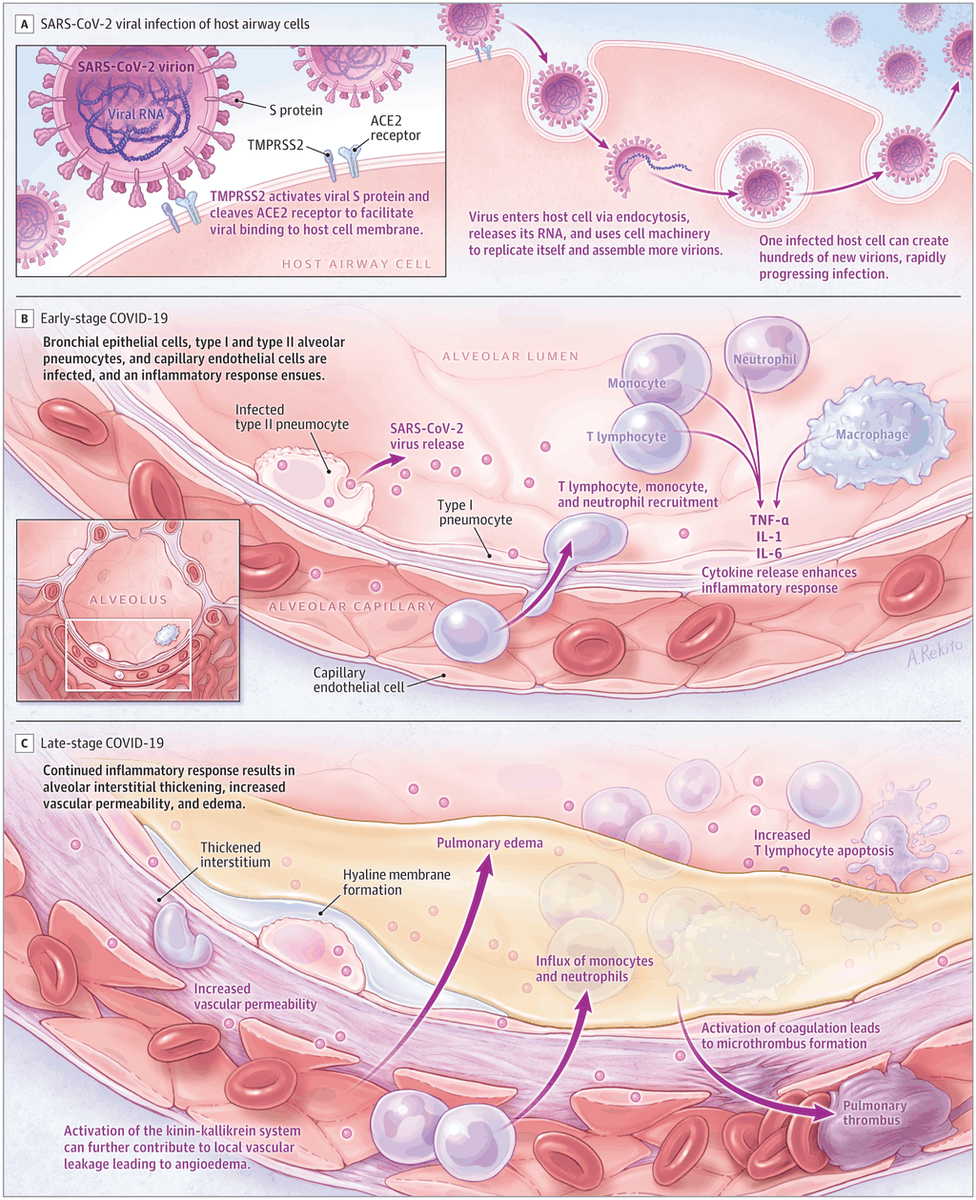 A SARS-CoV-2 viral infection of host airway cells
SARS-CoV-2 virion
Viral RNA
S protein
TMPRSS2
ACE2
receptor
TMPRSS2 activates viral S protein and
cleaves ACE2 receptor to facilitate
viral binding to host cell membrane.
HOST AIRWAY CELL
Virus enters host cell via endocytosis,
releases its RNA, and uses cell machinery
to replicate itself and assemble more virions.
One infected host cell can create
hundreds of new virions, rapidly
progressing infection.
B Early-stage COVID-19
Bronchial epithelial cells, type I and type II alveolar
pneumocytes, and capillary endothelial cells are
infected, and an inflammatory response ensues.
ALVEOLAR LUMEN
Monocyte
Neutrophil
T lymphocyte
Macrophage
Infected
type II pneumocyte
SARS-CoV-2
virus release
Type I
pneumocyte
T lymphocyte, monocyte,
and neutrophil recruitment
TNF-α
IL-1
IL-6
Cytokine release enhances
inflammatory response
ALVEOLUS
ALVEOLAR CAPILLARY
Capillary
endothelial cell
A.Rekito
C Late-stage COVID-19
Continued inflammatory response results in
alveolar interstitial thickening, increased
vascular permeability, and edema.
Thickened
interstitium
Hyaline membrane
formation
Pulmonary edema
Increased
T lymphocyte apoptosis
Influx of monocytes
and neutrophils
Increased
vascular permeability
Activation of coagulation leads
to microthrombus formation
Pulmonary
thrombus
Activation of the kinin-kallikrein system
can further contribute to local vascular
leakage leading to angioedema.